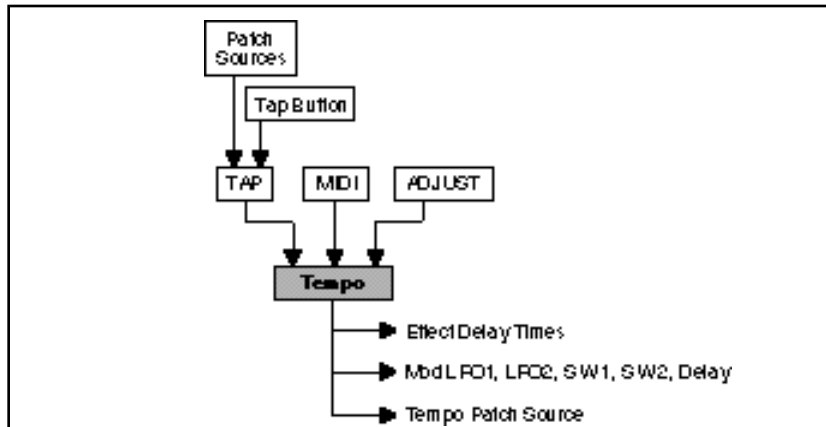 Patch
Sources
Tap Button
TAP
MIDI
ADJUST
Tempo
Effect Delay Times
Mod LFO1, LFO2, SW1, SW2, Delay
Tempo Patch Source